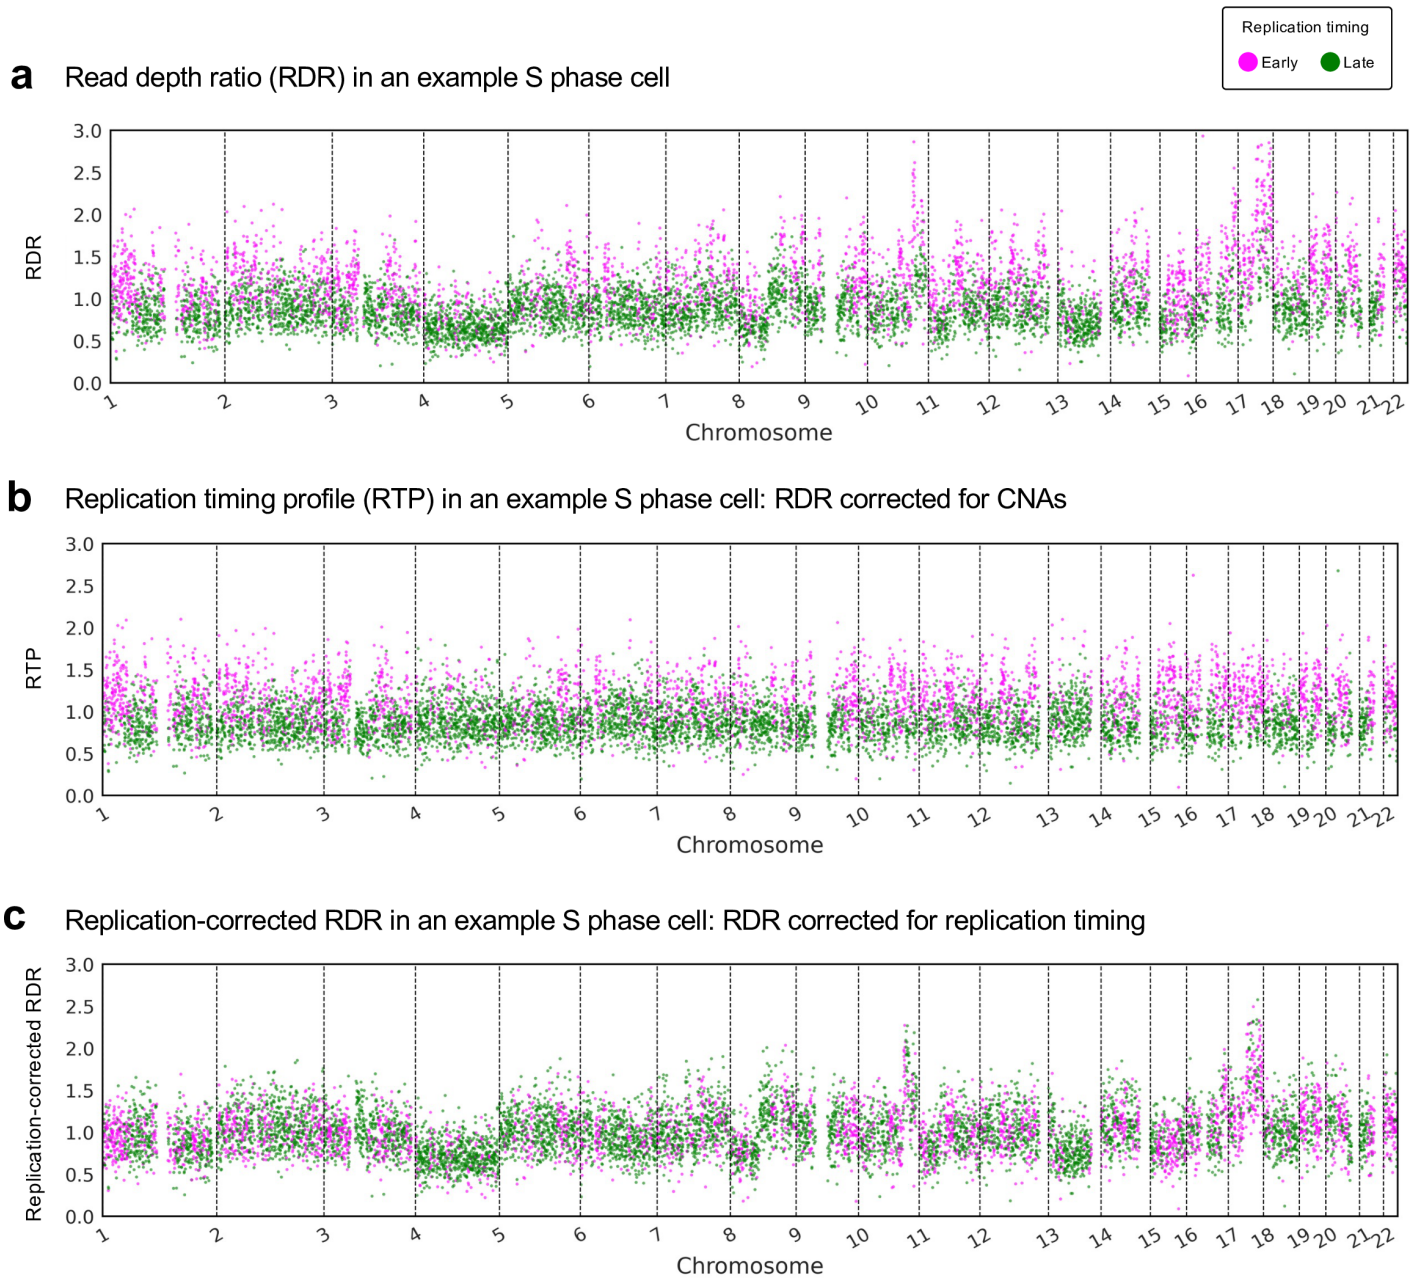 Replication timing
Early Late
a Read depth ratio (RDR) in an example S phase cell
3.0
2.5
2.0
1.5
1.0
0.5
0.0
RDR
1 2 3 4 5 6 7 8 9 10 11 12 13 14 15 16 17 18 19 20 21 22
Chromosome
b Replication timing profile (RTP) in an example S phase cell: RDR corrected for CNAs
3.0
2.5
2.0
1.5
1.0
0.5
0.0
RTP
1 2 3 4 5 6 7 8 9 10 11 12 13 14 15 16 17 18 19 20 21 22
Chromosome
c Replication-corrected RDR in an example S phase cell: RDR corrected for replication timing
3.0
2.5
2.0
1.5
1.0
0.5
0.0
Replication-corrected RDR
1 2 3 4 5 6 7 8 9 10 11 12 13 14 15 16 17 18 19 20 21 22
Chromosome